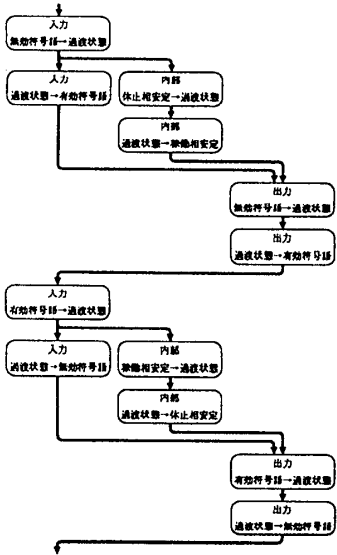 入力
無効符号語→過渡状態
入力
過渡状態→有効符号語
内部
休止相安定→過渡状態
内部
過渡状態→稼働相安定
出力
無効符号語→過渡状態
出力
過渡状態→有効符号語
入力
有効符号語→過渡状態
入力
過渡状態→無効符号語
内部
稼働相安定→過渡状態
内部
過渡状態→休止相安定
出力
有効符号語→過渡状態
出力
過渡状態→無効符号語